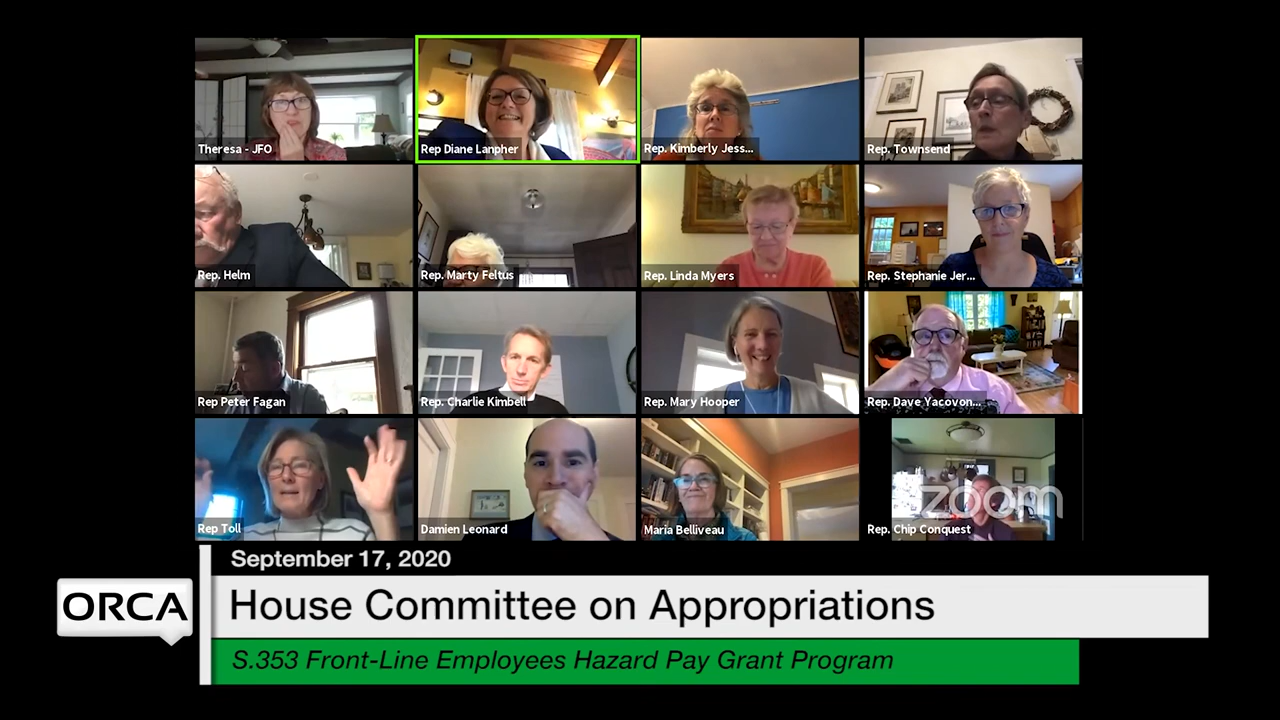 Theresa - JFO
Rep Diane Lanpher
Rep. Kimberly Jess...
Rep. Townsend
Rep. Helm
Rep. Marty Feltus
Rep. Linda Myers
Rep. Stephanie Jer...
Rep Peter Fagan
Rep. Charlie Kimbell
Rep. Mary Hooper
Rep. Dave Yacovon...
Rep Toll
Damien Leonard
Maria Belliveau
Rep. Chip Conquest
zoom
September 17, 2020
ORCA
House Committee on Appropriations
S.353 Front-Line Employees Hazard Pay Grant Program